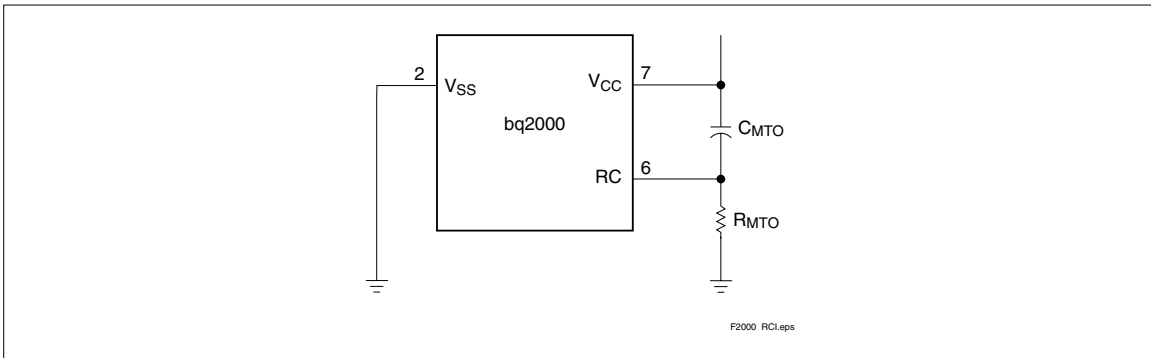 2
V_SS
V_CC
7
bq2000
C_MTO
RC
6
R_MTO
F2000 RCI.eps